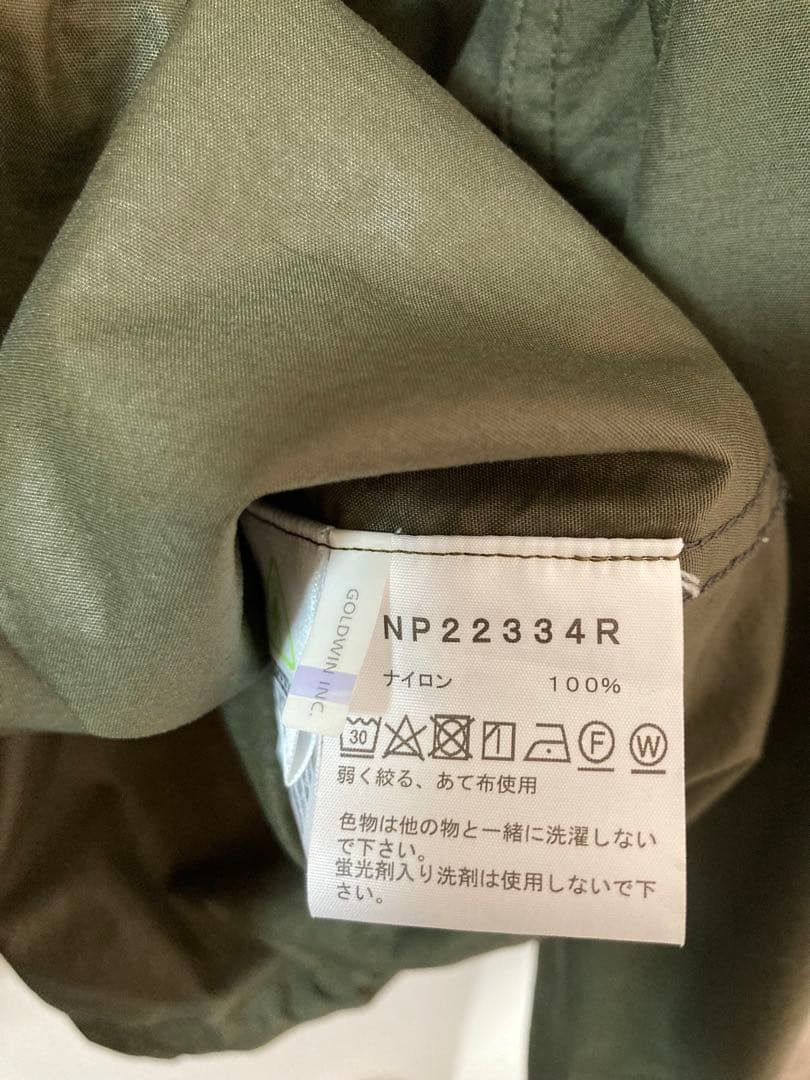 GOLDWIN INC.
NP22334R
ナイロン 100%
30 F W
弱く絞る、あて布使用
色物は他の物と一緒に洗濯しない
で下さい。
蛍光剤入り洗剤は使用しないで下
さい。